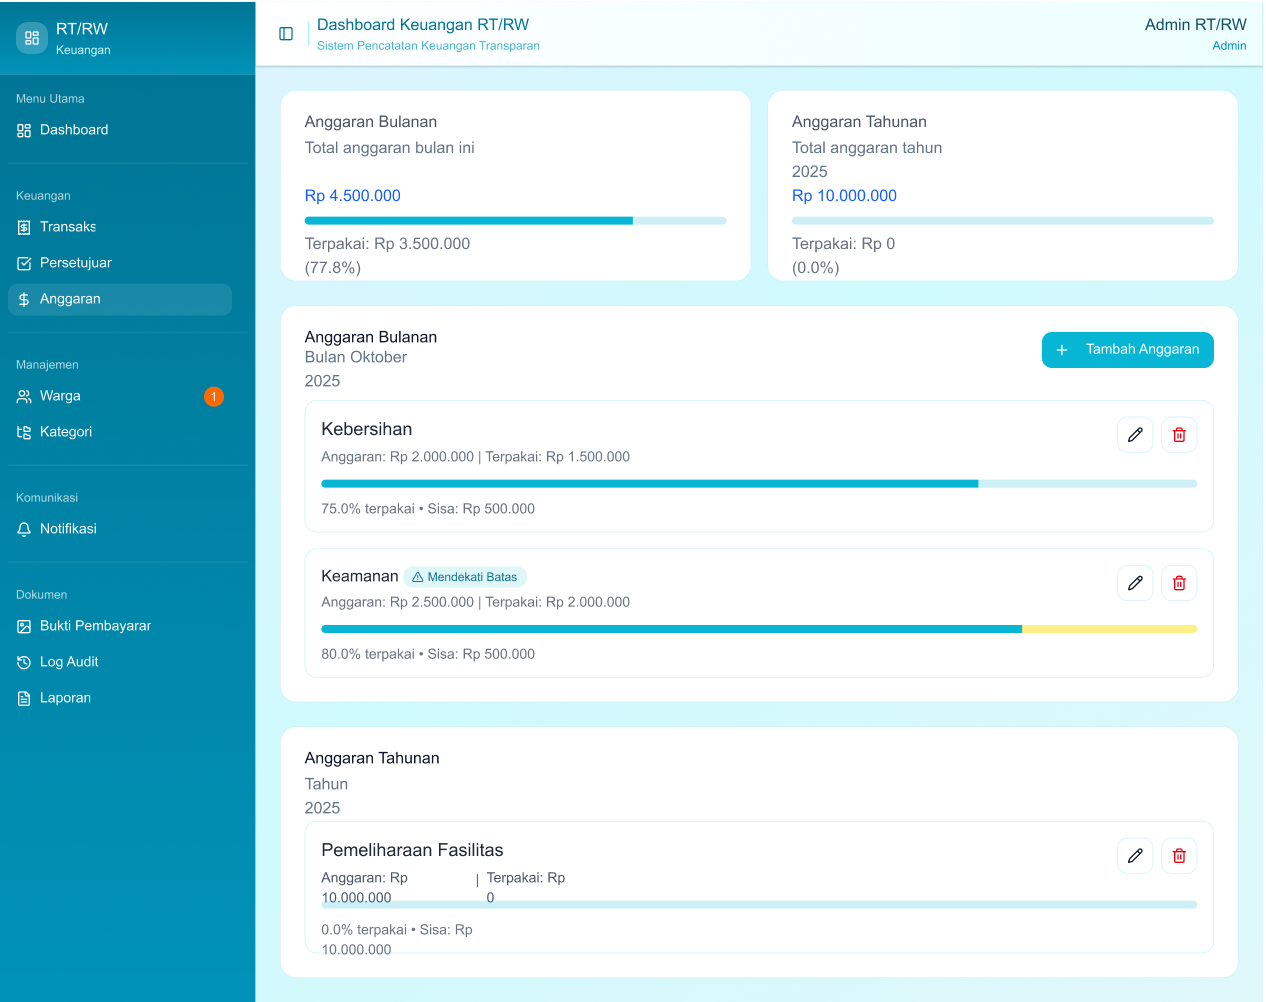 RT/RW
Keuangan
Menu Utama
Dashboard
Keuangan
Transaks
Persetujuar
Anggaran
Manajemen
Warga
1
Kategori
Komunikasi
Notifikasi
Dokumen
Bukti Pembayarar
Log Audit
Laporan
Dashboard Keuangan RT/RW
Sistem Pencatatan Keuangan Transparan
Admin RT/RW
Admin
Anggaran Bulanan
Total anggaran bulan ini
Rp 4.500.000
Terpakai: Rp 3.500.000
(77.8%)
Anggaran Tahunan
Total anggaran tahun
2025
Rp 10.000.000
Terpakai: Rp 0
(0.0%)
Anggaran Bulanan
Bulan Oktober
2025
+ Tambah Anggaran
Kebersihan
Anggaran: Rp 2.000.000 | Terpakai: Rp 1.500.000
75.0% terpakai • Sisa: Rp 500.000
Keamanan
Mendekati Batas
Anggaran: Rp 2.500.000 | Terpakai: Rp 2.000.000
80.0% terpakai • Sisa: Rp 500.000
Anggaran Tahunan
Tahun
2025
Pemeliharaan Fasilitas
Anggaran: Rp | Terpakai: Rp
10.000.000 0
0.0% terpakai • Sisa: Rp
10.000.000